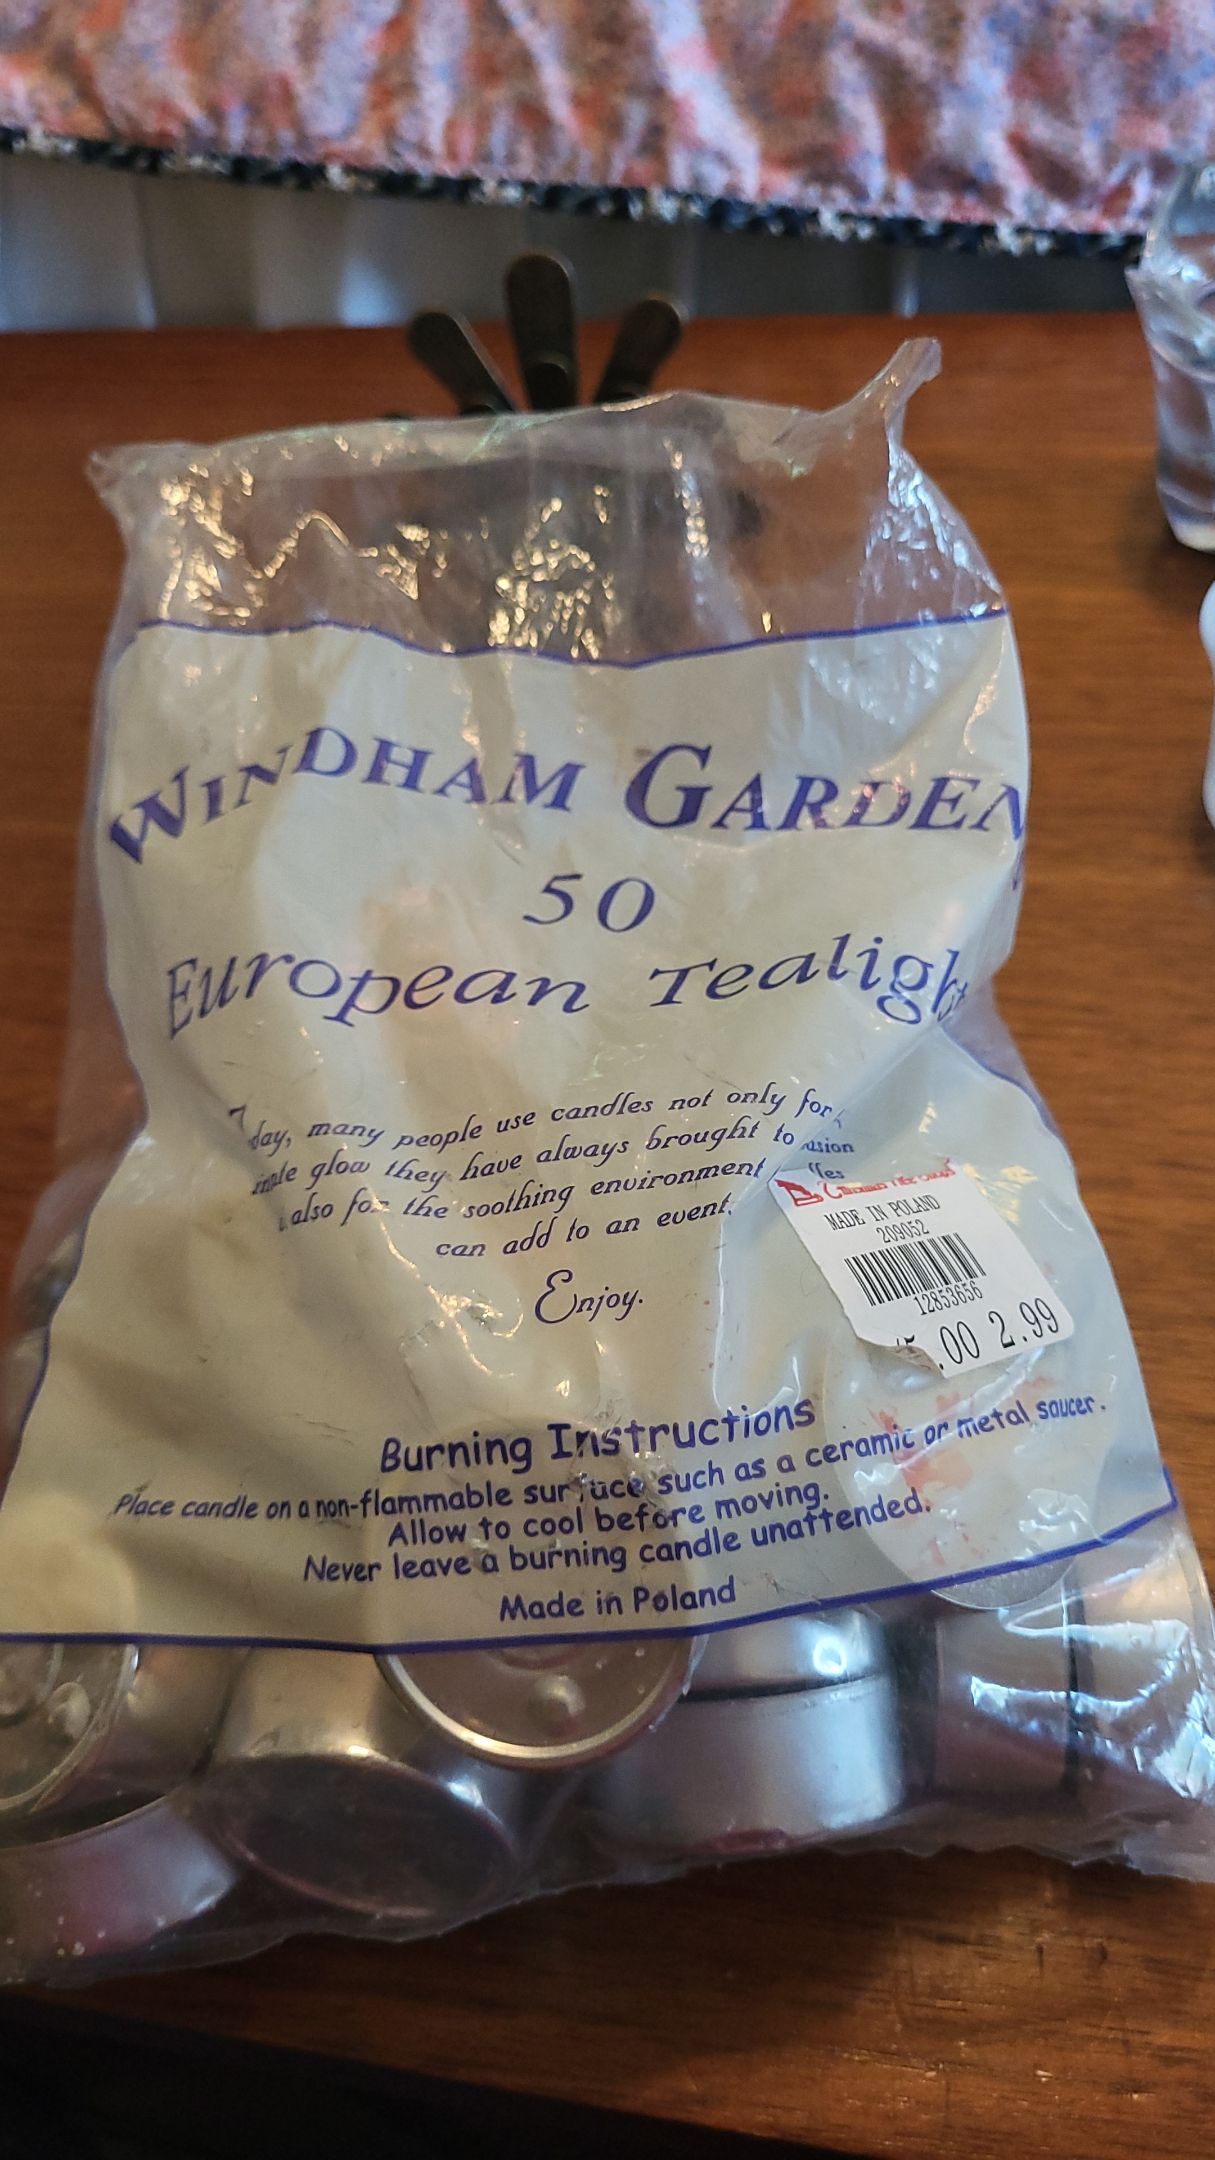 WINDHAM GARDEN
50
European Tealight
day, many people use candles not only for
glow they have always brought to
also for the soothing environment
can add to an event.
Enjoy.
MADE IN POLAND
209052
12853656
.00 2.99
Burning Instructions
Place candle on a non-flammable surface such as a ceramic or metal saucer.
Allow to cool before moving.
Never leave a burning candle unattended.
Made in Poland